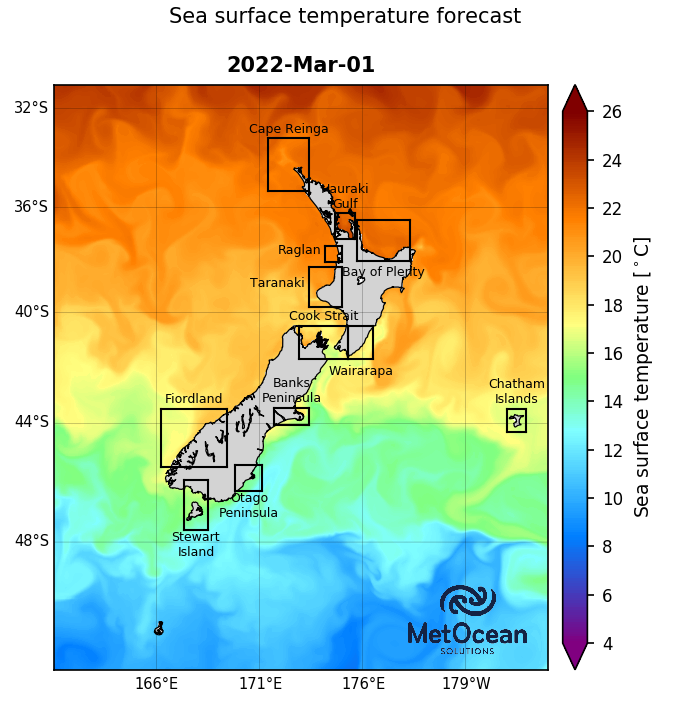 Sea surface temperature forecast
2022-Mar-01
32°S
36°S
40°S
44°S
48°S
166°E
171°E
176°E
179°W
Cape Reinga
Hauraki
Gulf
Raglan
Bay of Plenty
Taranaki
Cook Strait
Wairarapa
Banks
Peninsula
Fiordland
Chatham
Islands
Otago
Peninsula
Stewart
Island
MetOcean
SOLUTIONS
26
24
22
20
18
16
14
12
10
8
6
4
Sea surface temperature [°C]